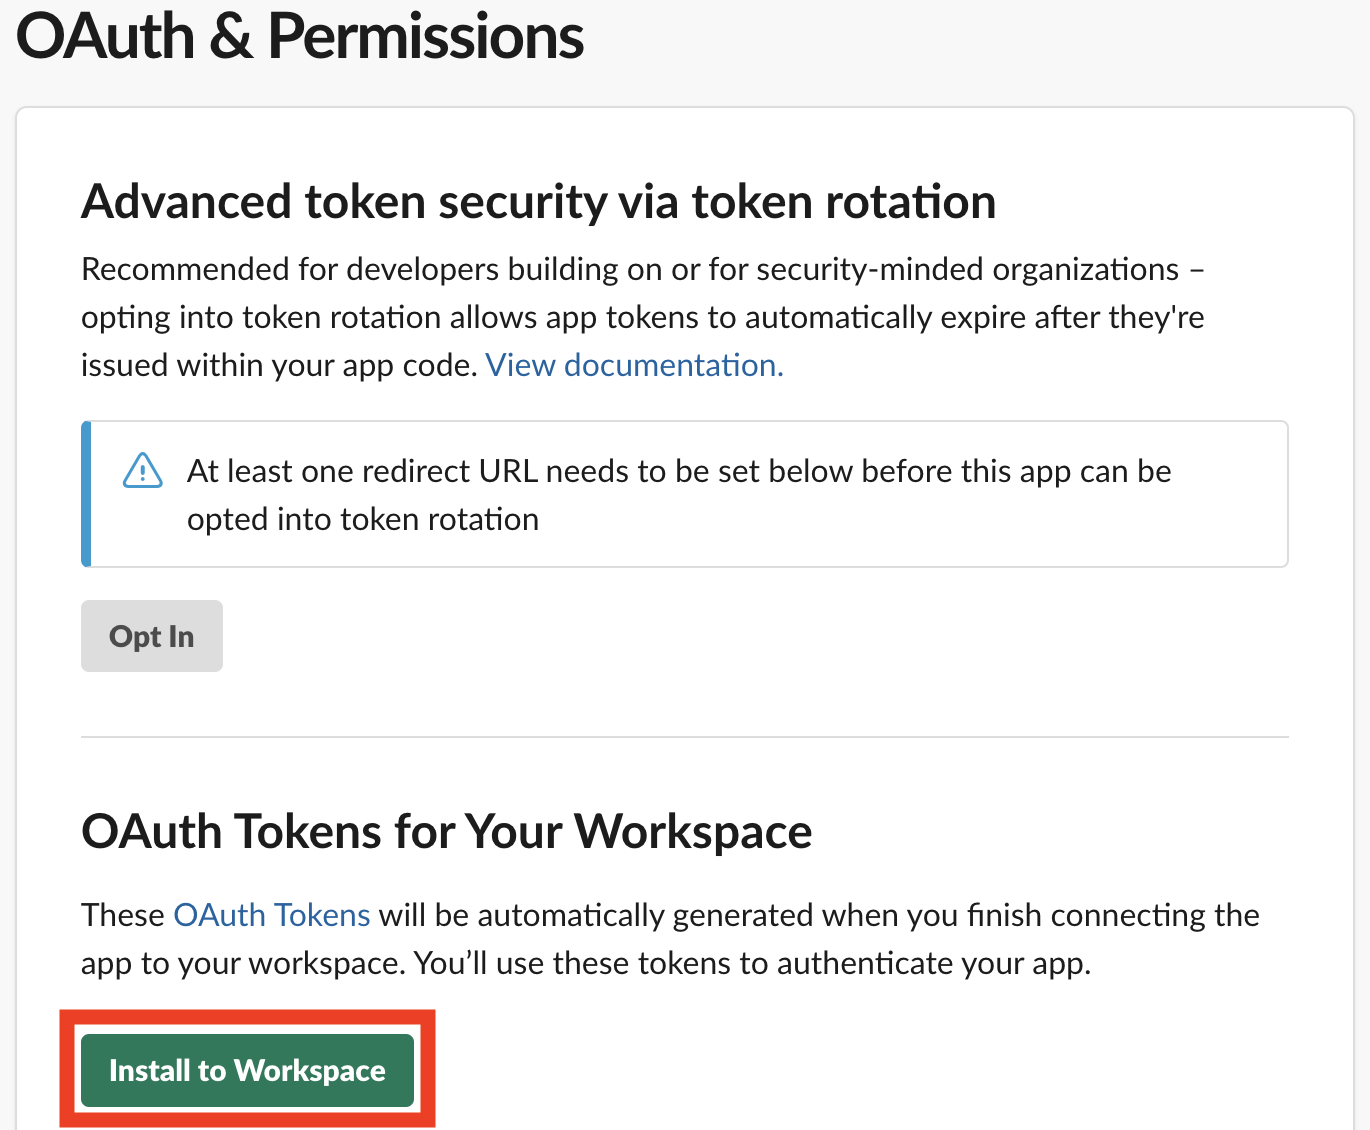 OAuth & Permissions
Advanced token security via token rotation
Recommended for developers building on or for security-minded organizations –
opting into token rotation allows app tokens to automatically expire after they're
issued within your app code. View documentation.
At least one redirect URL needs to be set below before this app can be
opted into token rotation
Opt In
OAuth Tokens for Your Workspace
These OAuth Tokens will be automatically generated when you finish connecting the
app to your workspace. You’ll use these tokens to authenticate your app.
Install to Workspace